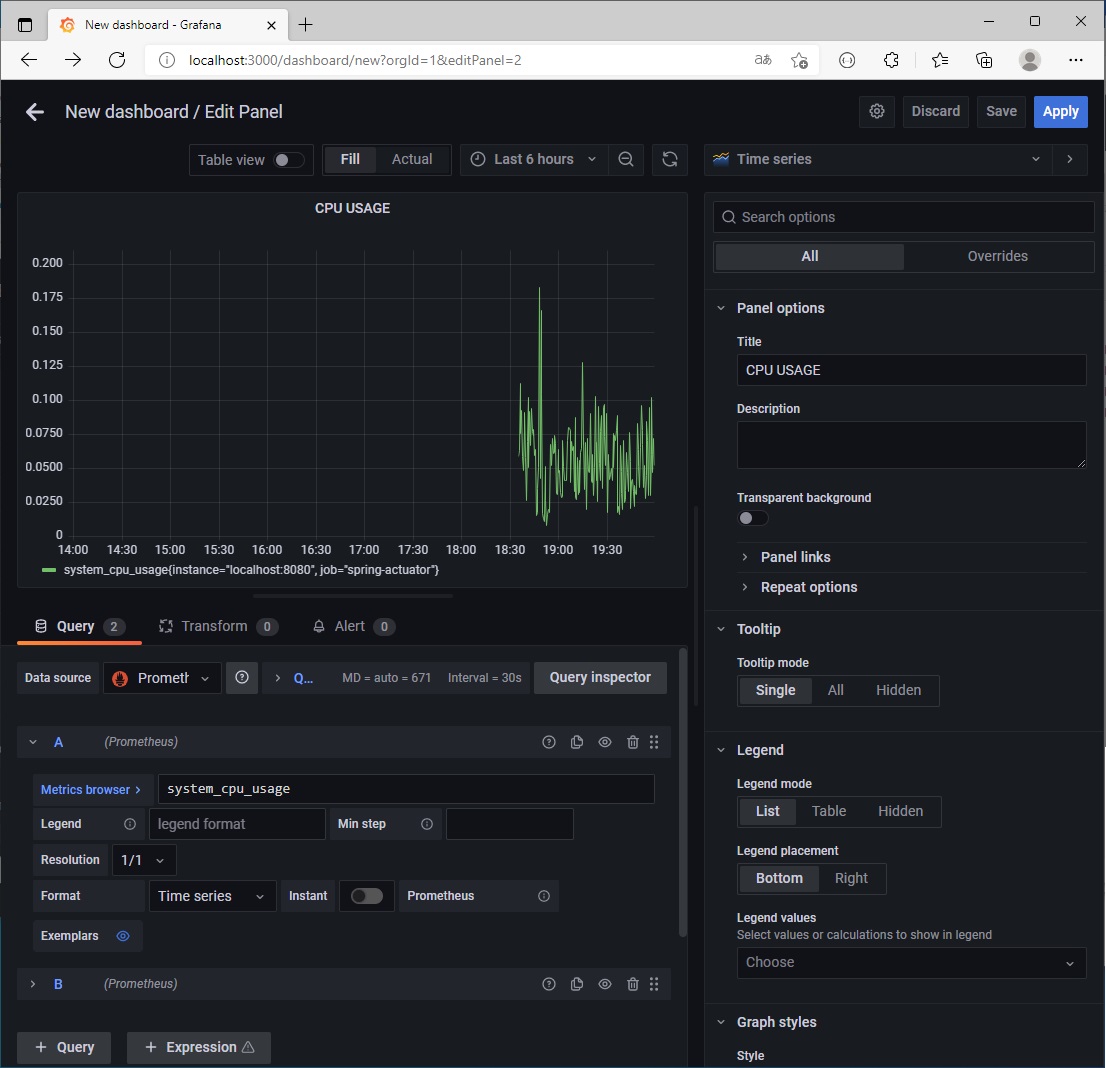 New dashboard - Grafana
localhost:3000/dashboard/new?orgId=1&editPanel=2
aあ
New dashboard / Edit Panel
Discard
Save
Apply
Table view
Fill
Actual
Last 6 hours
Time series
CPU USAGE
0.200
0.175
0.150
0.125
0.100
0.0750
0.0500
0.0250
0
14:00 14:30 15:00 15:30 16:00 16:30 17:00 17:30 18:00 18:30 19:00 19:30
system_cpu_usage{instance="localhost:8080", job="spring-actuator"}
Query 2
Transform 0
Alert 0
Data source
Prometh
Q...
MD = auto = 671
Interval = 30s
Query inspector
A (Prometheus)
Metrics browser >
system_cpu_usage
Legend
legend format
Min step
Resolution
1/1
Format
Time series
Instant
Prometheus
Exemplars
B (Prometheus)
+ Query
+ Expression
Search options
All
Overrides
Panel options
Title
CPU USAGE
Description
Transparent background
Panel links
Repeat options
Tooltip
Tooltip mode
Single All Hidden
Legend
Legend mode
List Table Hidden
Legend placement
Bottom Right
Legend values
Select values or calculations to show in legend
Choose
Graph styles
Style